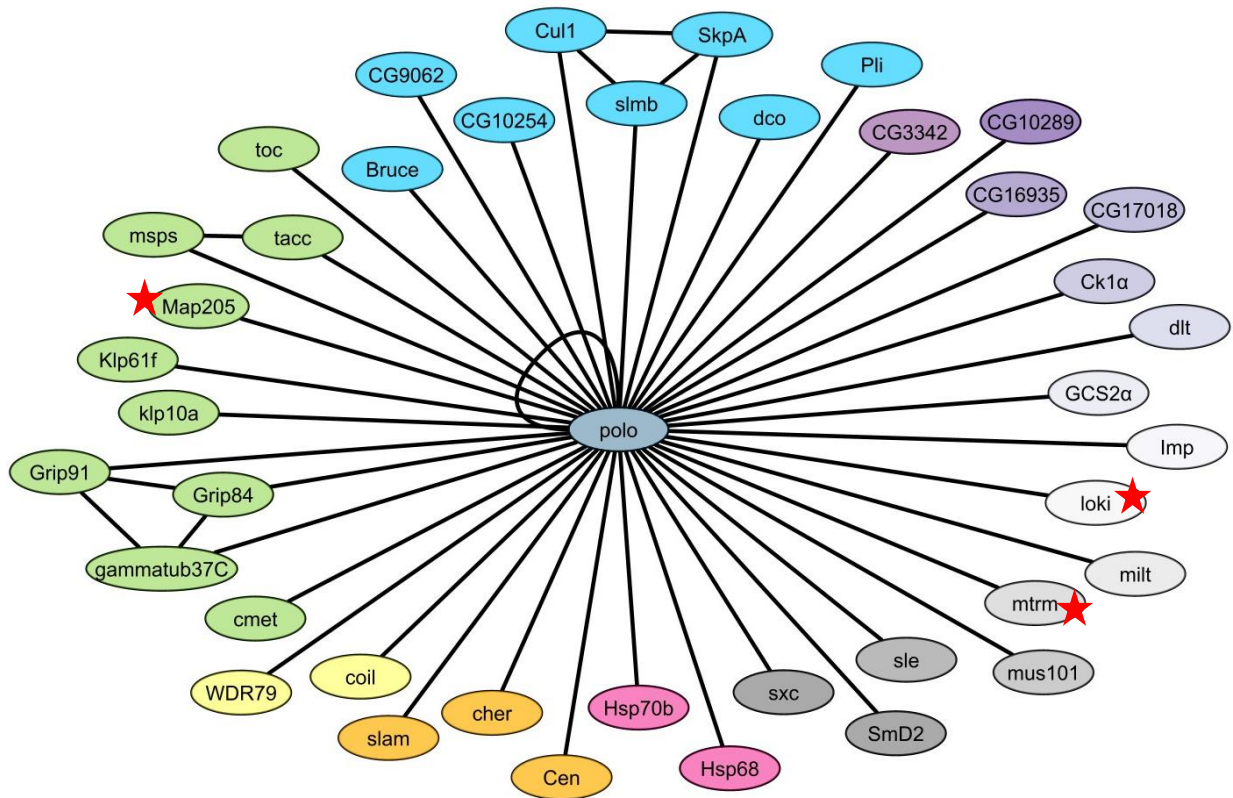 Cul1
SkpA
Pli
CG9062
slmb
CG10254
dco
CG3342
CG10289
toc
Bruce
CG16935
CG17018
msps
tacc
Ck1α
Map205
dlt
Klp61f
GCS2α
klp10a
polo
Imp
Grip91
Grip84
loki
gammatub37C
milt
mtrm
cmet
sle
mus101
coil
WDR79
sxc
cher
Hsp70b
slam
SmD2
Cen
Hsp68